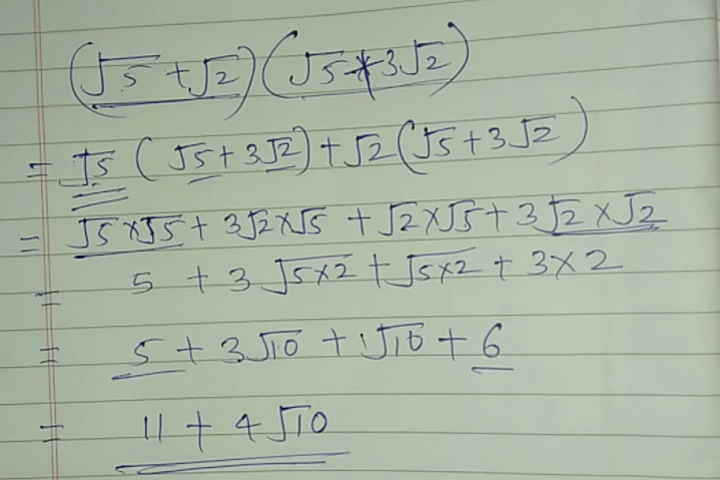 (√5 + √2) (√5 + 3√2)
= √5 (√5 + 3√2) + √2 (√5 + 3√2)
= √5 × √5 + 3√2 × √5 + √2 × √5 + 3√2 × √2
= 5 + 3√5×2 + √5×2 + 3×2
= 5 + 3√10 + 1√10 + 6
= 11 + 4√10